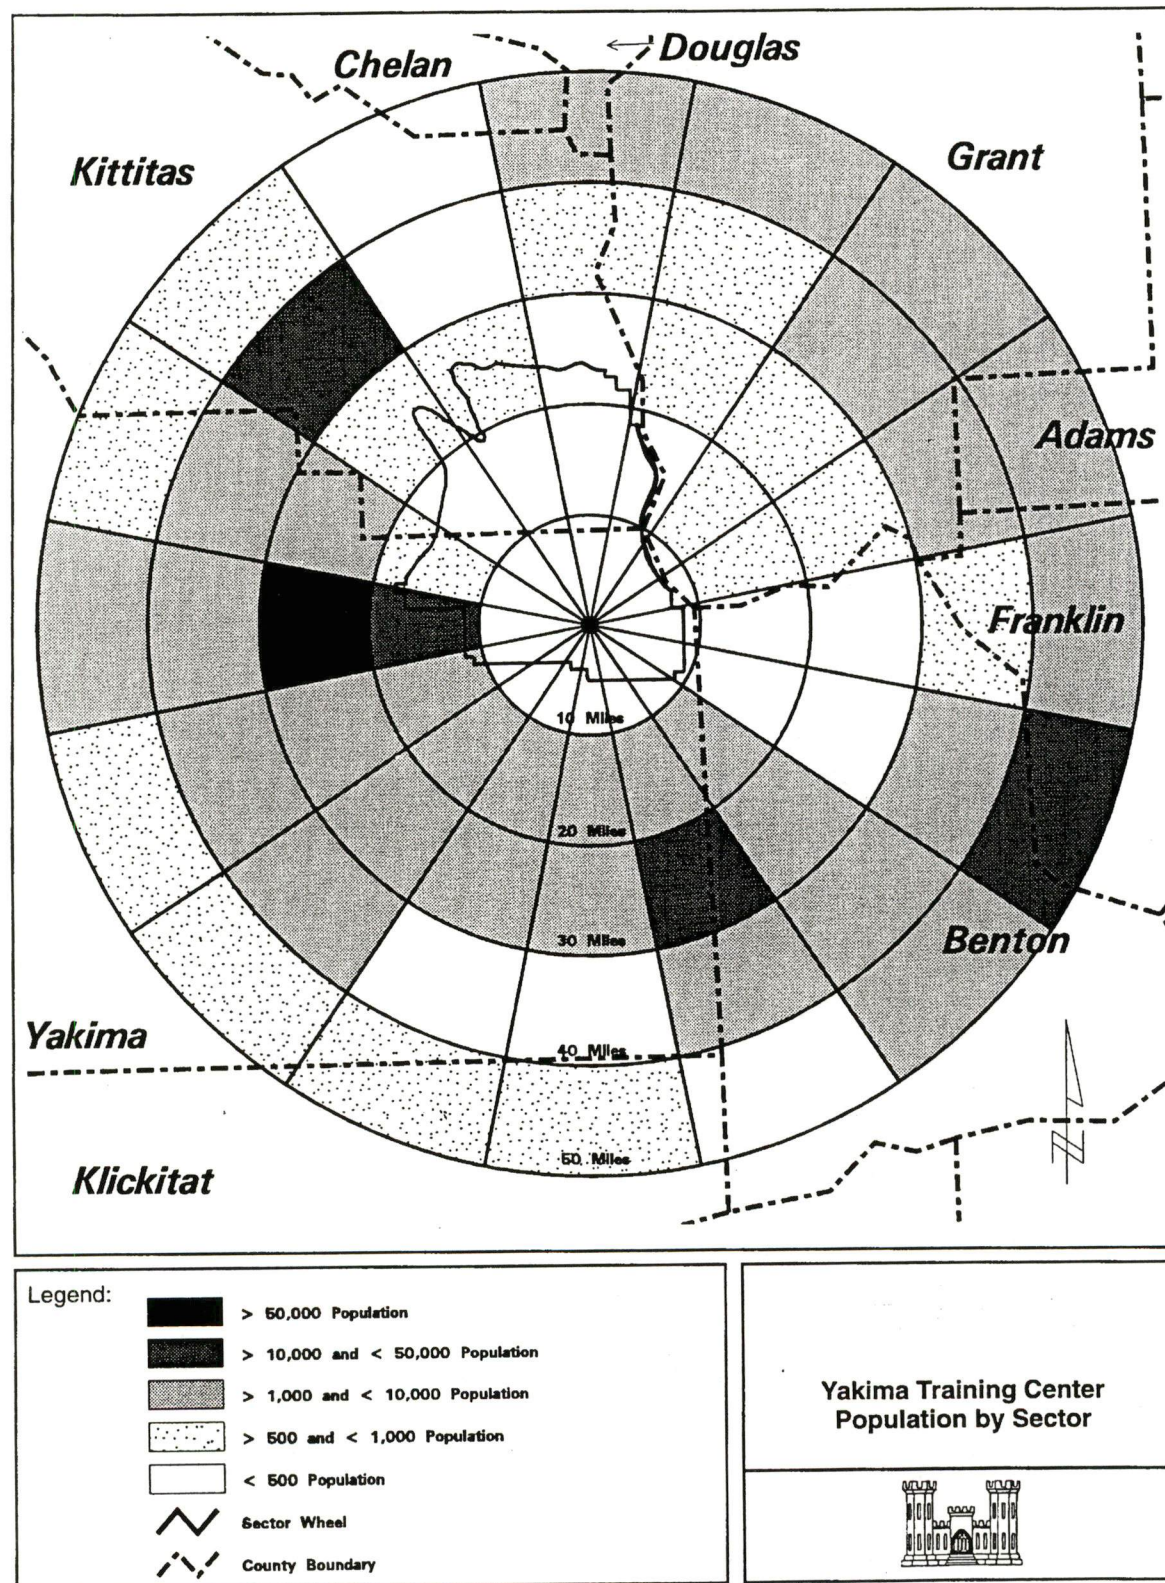 Chelan
Douglas
Kittitas
Grant
Adams
Franklin
10 Miles
20 Miles
30 Miles
Benton
Yakima
40 Miles
50 Miles
Klickitat
Legend:
> 50,000 Population
> 10,000 and < 50,000 Population
> 1,000 and < 10,000 Population
> 500 and < 1,000 Population
< 500 Population
Sector Wheel
County Boundary
Yakima Training Center
Population by Sector